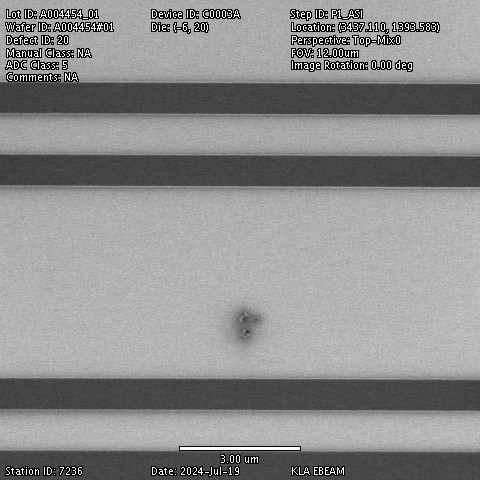 Lot ID: A004454_01 Device ID: C0003A Step ID: P1_ASI
Wafer ID: A004454#01 Die: (-6, 20) Location: (3437.110, 1393.583)
Defect ID: 20 Perspective: Top-Mix0
Manual Class: NA FOV: 12.00um
ADC Class: 5 Image Rotation: 0.00 deg
Comments: NA
3.00 um
Station ID: 7236 Date: 2024-Jul-19 KLA EBEAM